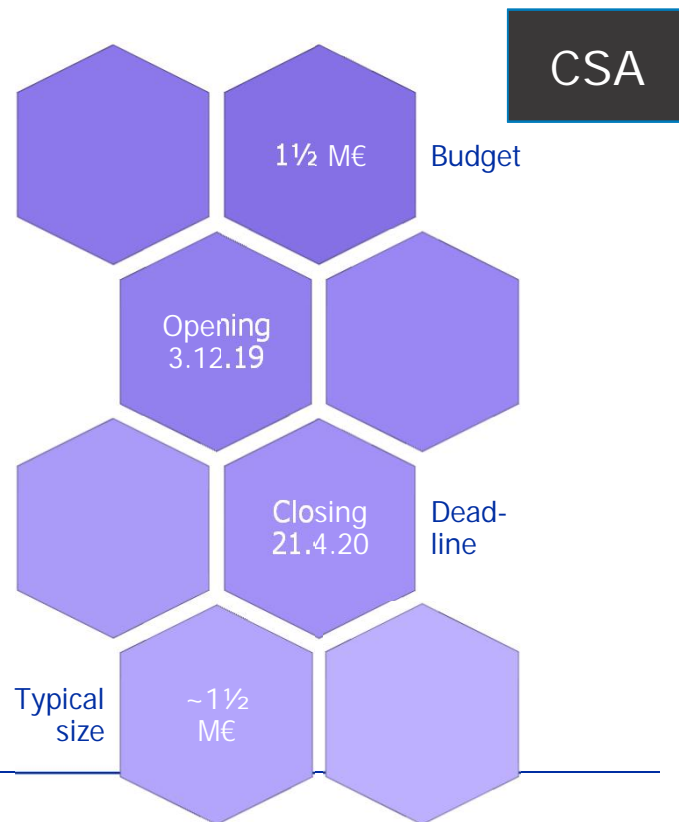 CSA
1½ M€
Budget
Opening
3.12.19
Closing
21.4.20
Dead-
line
Typical
size
~1½
M€